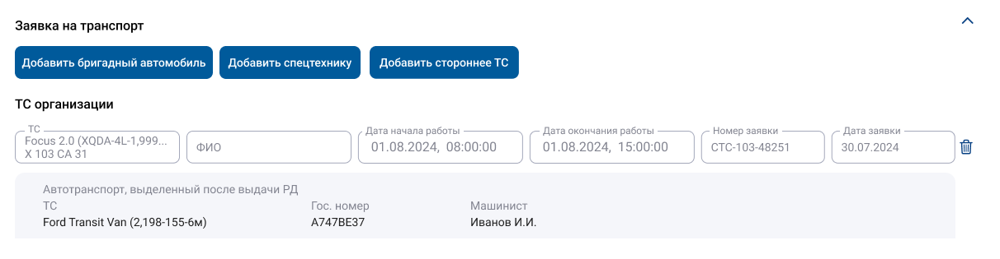 Заявка на транспорт
Добавить бригадный автомобиль
Добавить спецтехнику
Добавить стороннее ТС
ТС организации
ТС
Focus 2.0 (XQDA-4L-1,999...
X 103 CA 31
ФИО
Дата начала работы
01.08.2024, 08:00:00
Дата окончания работы
01.08.2024, 15:00:00
Номер заявки
СТС-103-48251
Дата заявки
30.07.2024
Автотранспорт, выделенный после выдачи РД
ТС Гос. номер Машинист
Ford Transit Van (2,198-155-6м) А747ВЕ37 Иванов И.И.